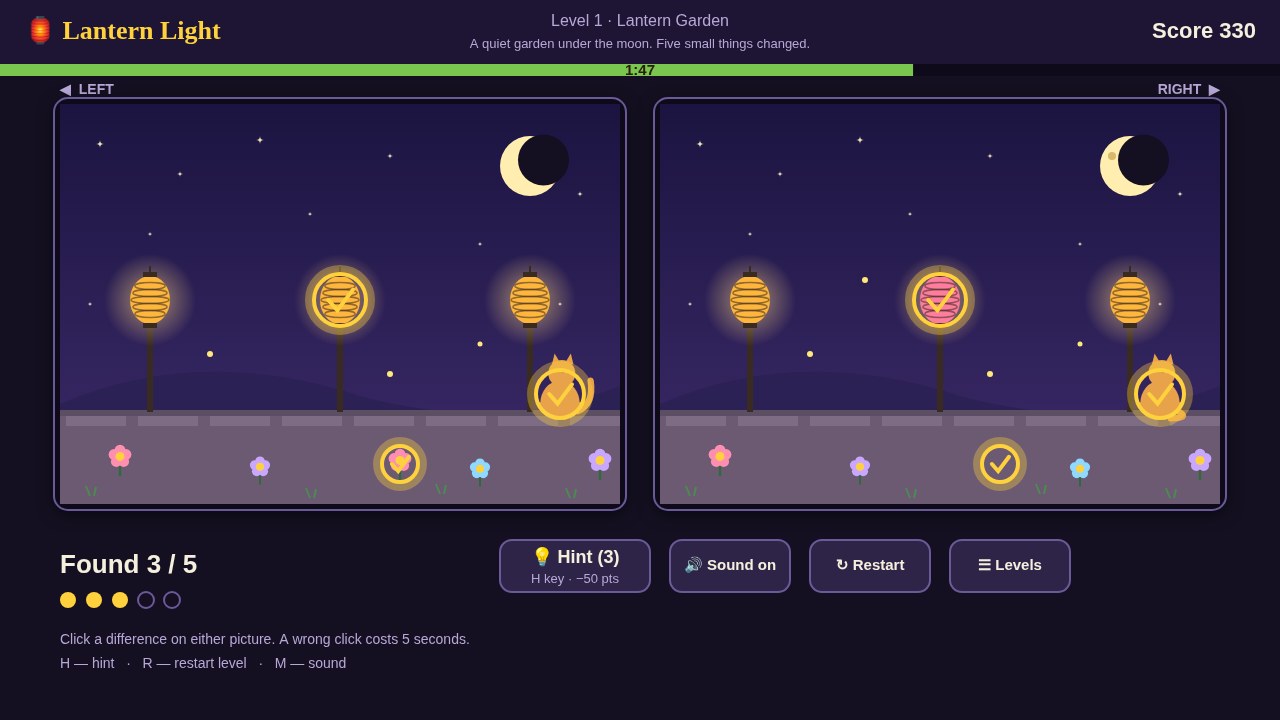 Lantern Light
Level 1 · Lantern Garden
A quiet garden under the moon. Five small things changed.
Score 330
1:47
◀ LEFT
RIGHT ▶
Found 3 / 5
💡 Hint (3)
H key · −50 pts
🔊 Sound on
↻ Restart
☰ Levels
Click a difference on either picture. A wrong click costs 5 seconds.
H — hint · R — restart level · M — sound